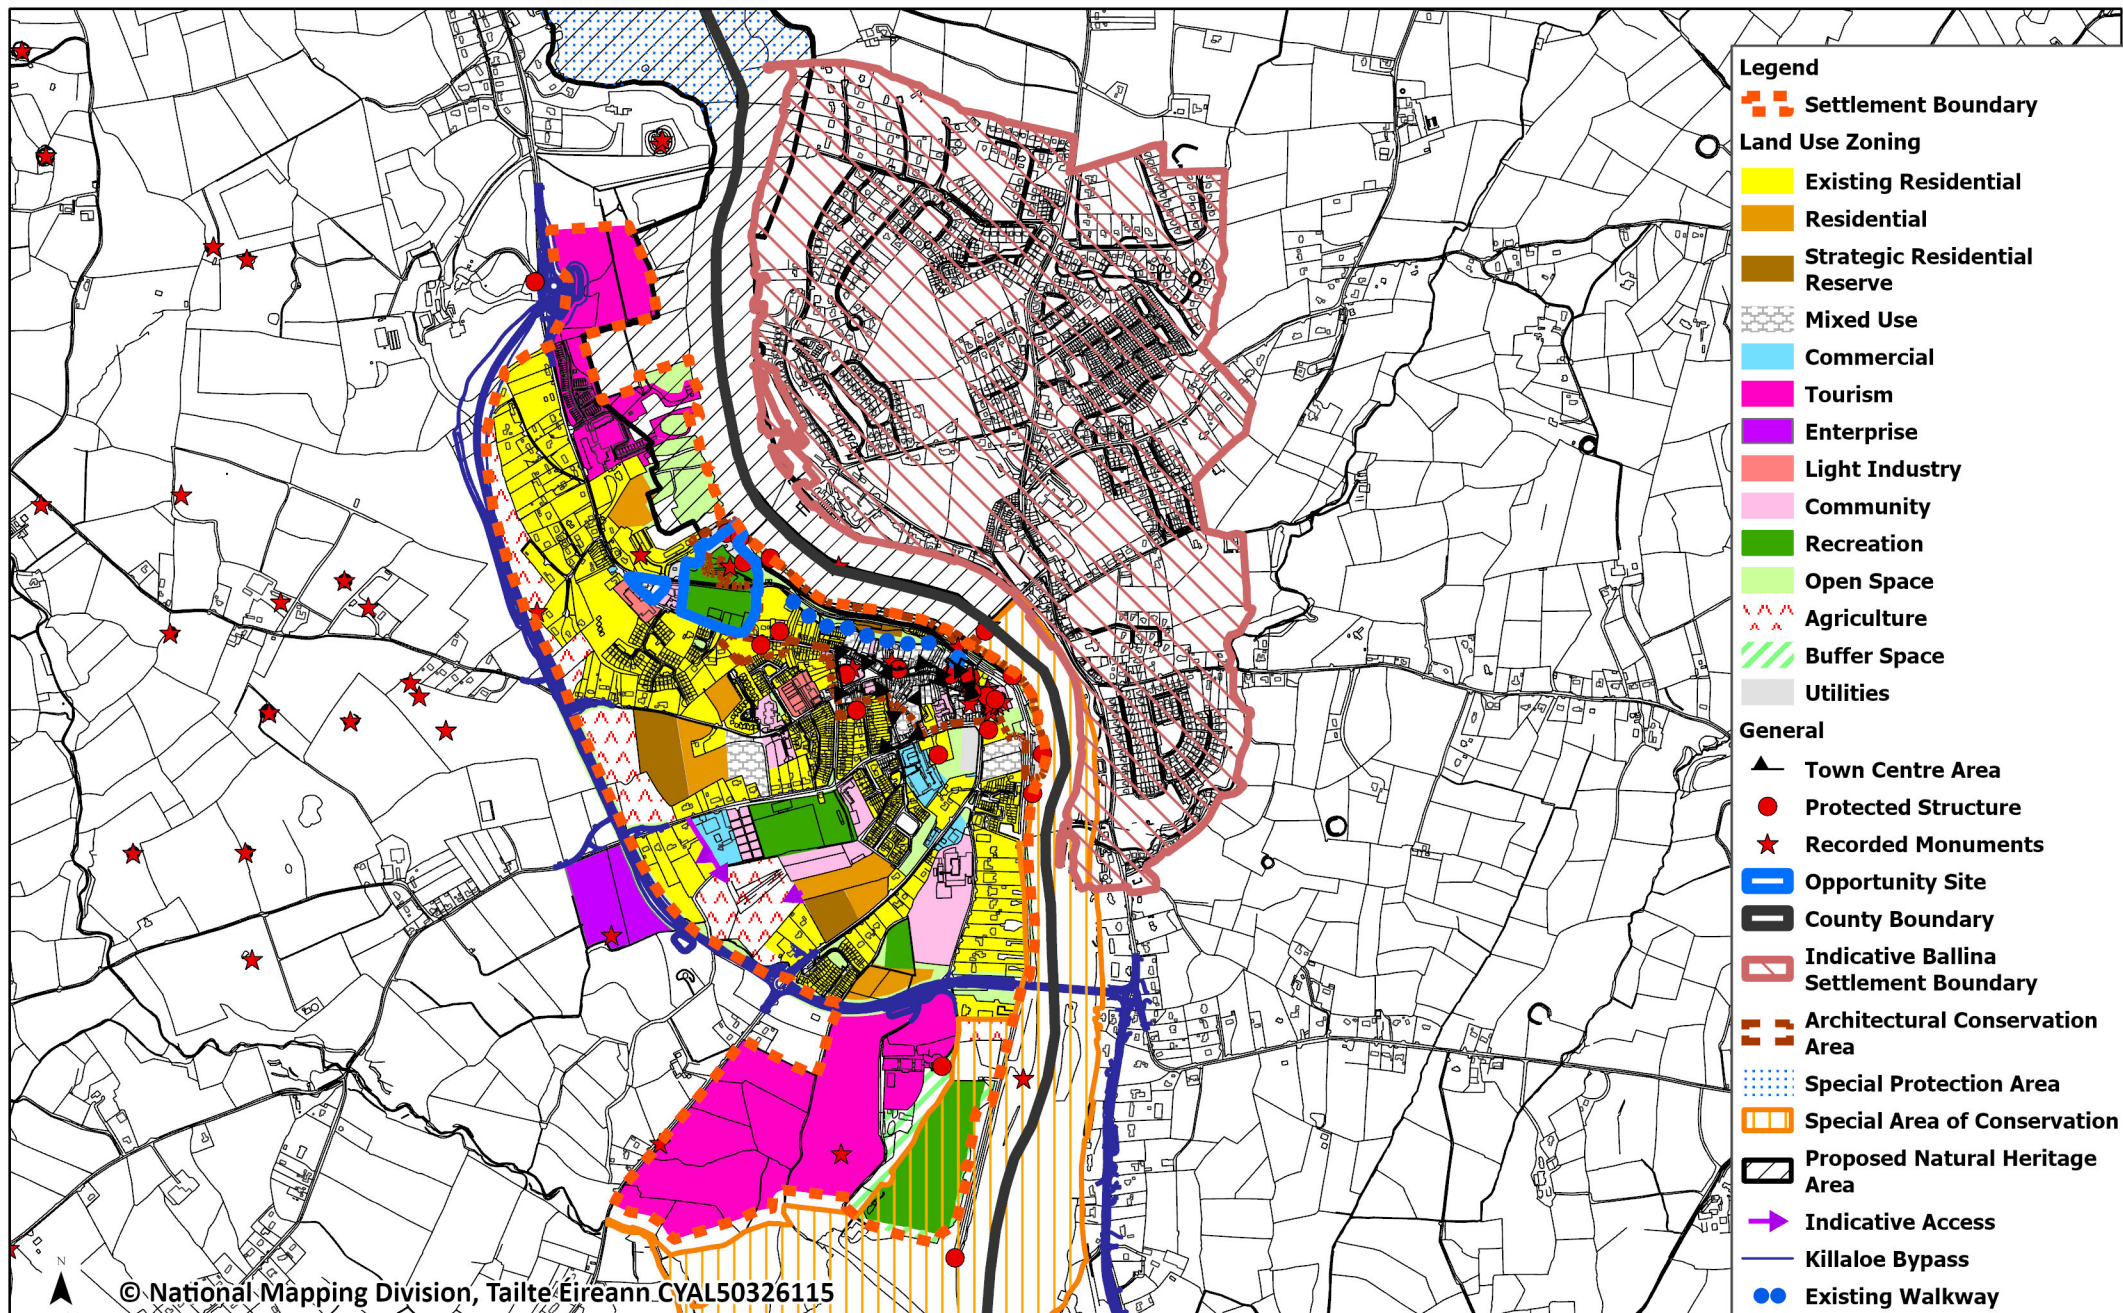 Legend
Settlement Boundary
Land Use Zoning
Existing Residential
Residential
Strategic Residential
Reserve
Mixed Use
Commercial
Tourism
Enterprise
Light Industry
Community
Recreation
Open Space
Agriculture
Buffer Space
Utilities
General
Town Centre Area
Protected Structure
Recorded Monuments
Opportunity Site
County Boundary
Indicative Ballina
Settlement Boundary
Architectural Conservation
Area
Special Protection Area
Special Area of Conservation
Proposed Natural Heritage
Area
Indicative Access
Killaloe Bypass
Existing Walkway
N
© National Mapping Division, Tailte Éireann CYAL50326115